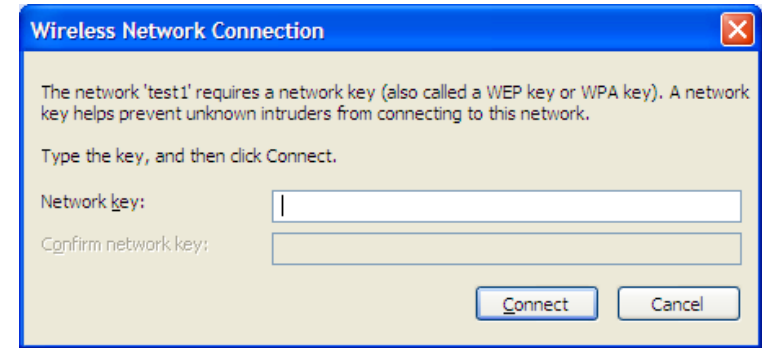 Wireless Network Connection
The network 'test1' requires a network key (also called a WEP key or WPA key). A network
key helps prevent unknown intruders from connecting to this network.
Type the key, and then click Connect.
Network key:
Confirm network key:
Connect Cancel